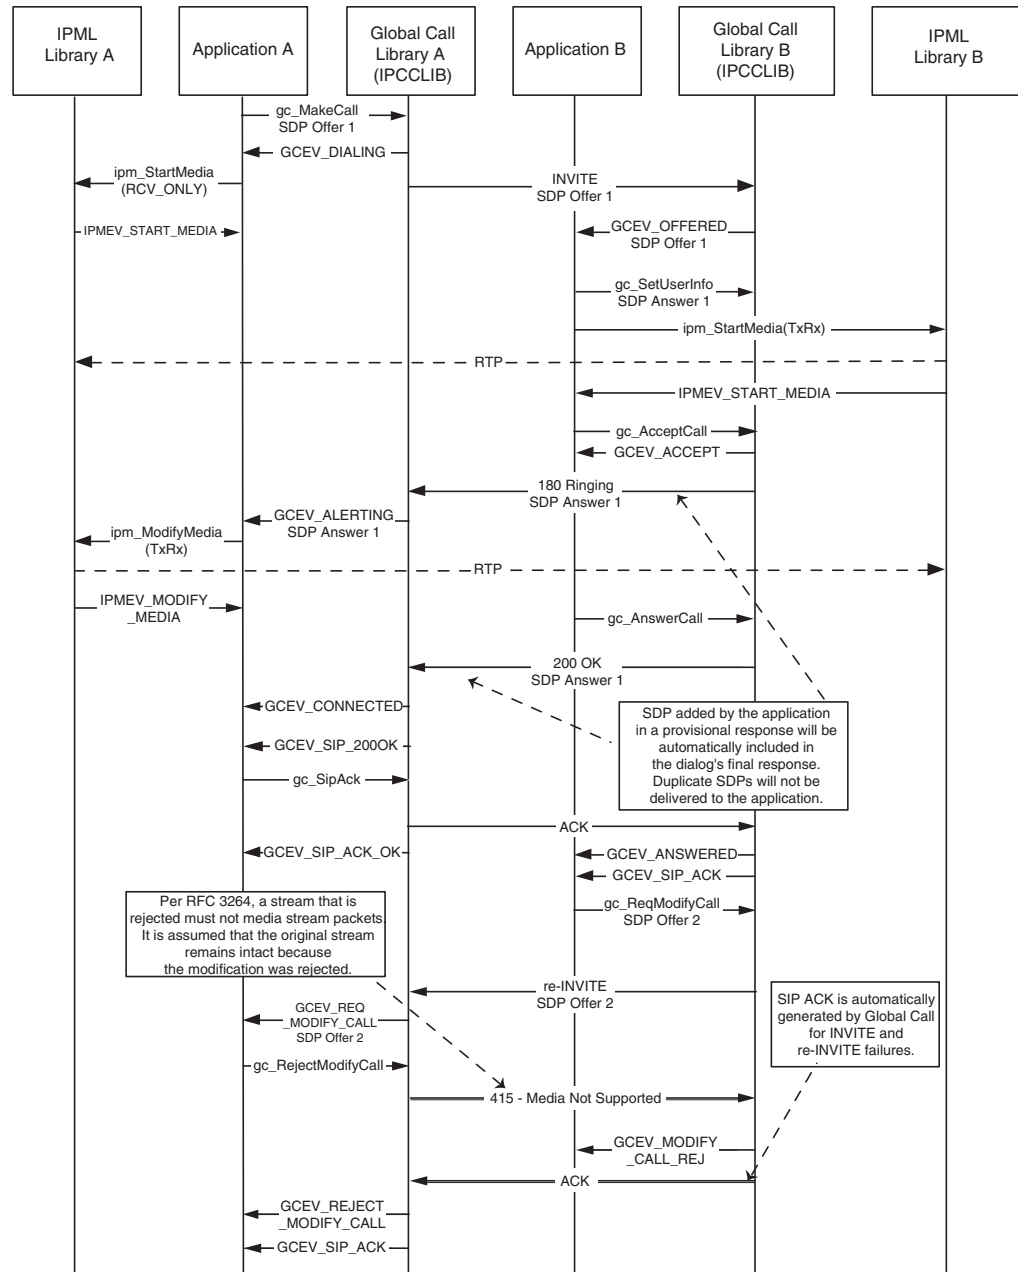 IPML
Library A
Application A
Global Call
Library A
(IPCCLIB)
Application B
Global Call
Library B
(IPCCLIB)
IPML
Library B
gc_MakeCall
SDP Offer 1
GCEV_DIALING
ipm_StartMedia
(RCV_ONLY)
INVITE
SDP Offer 1
IPMEV_START_MEDIA
GCEV_OFFERED
SDP Offer 1
gc_SetUserInfo
SDP Answer 1
ipm_StartMedia(TxRx)
RTP
IPMEV_START_MEDIA
gc_AcceptCall
GCEV_ACCEPT
180 Ringing
SDP Answer 1
GCEV_ALERTING
SDP Answer 1
ipm_ModifyMedia
(TxRx)
RTP
IPMEV_MODIFY
_MEDIA
gc_AnswerCall
200 OK
SDP Answer 1
GCEV_CONNECTED
SDP added by the application
in a provisional response will be
automatically included in
the dialog's final response.
Duplicate SDPs will not be
delivered to the application.
GCEV_SIP_200OK
gc_SipAck
ACK
GCEV_SIP_ACK_OK
GCEV_ANSWERED
GCEV_SIP_ACK
gc_ReqModifyCall
SDP Offer 2
Per RFC 3264, a stream that is
rejected must not media stream packets.
It is assumed that the original stream
remains intact because
the modification was rejected.
re-INVITE
SDP Offer 2
SIP ACK is automatically
generated by Global Call
for INVITE and
re-INVITE failures.
GCEV_REQ
_MODIFY_CALL
SDP Offer 2
gc_RejectModifyCall
415 - Media Not Supported
GCEV_MODIFY
_CALL_REJ
ACK
GCEV_REJECT
_MODIFY_CALL
GCEV_SIP_ACK